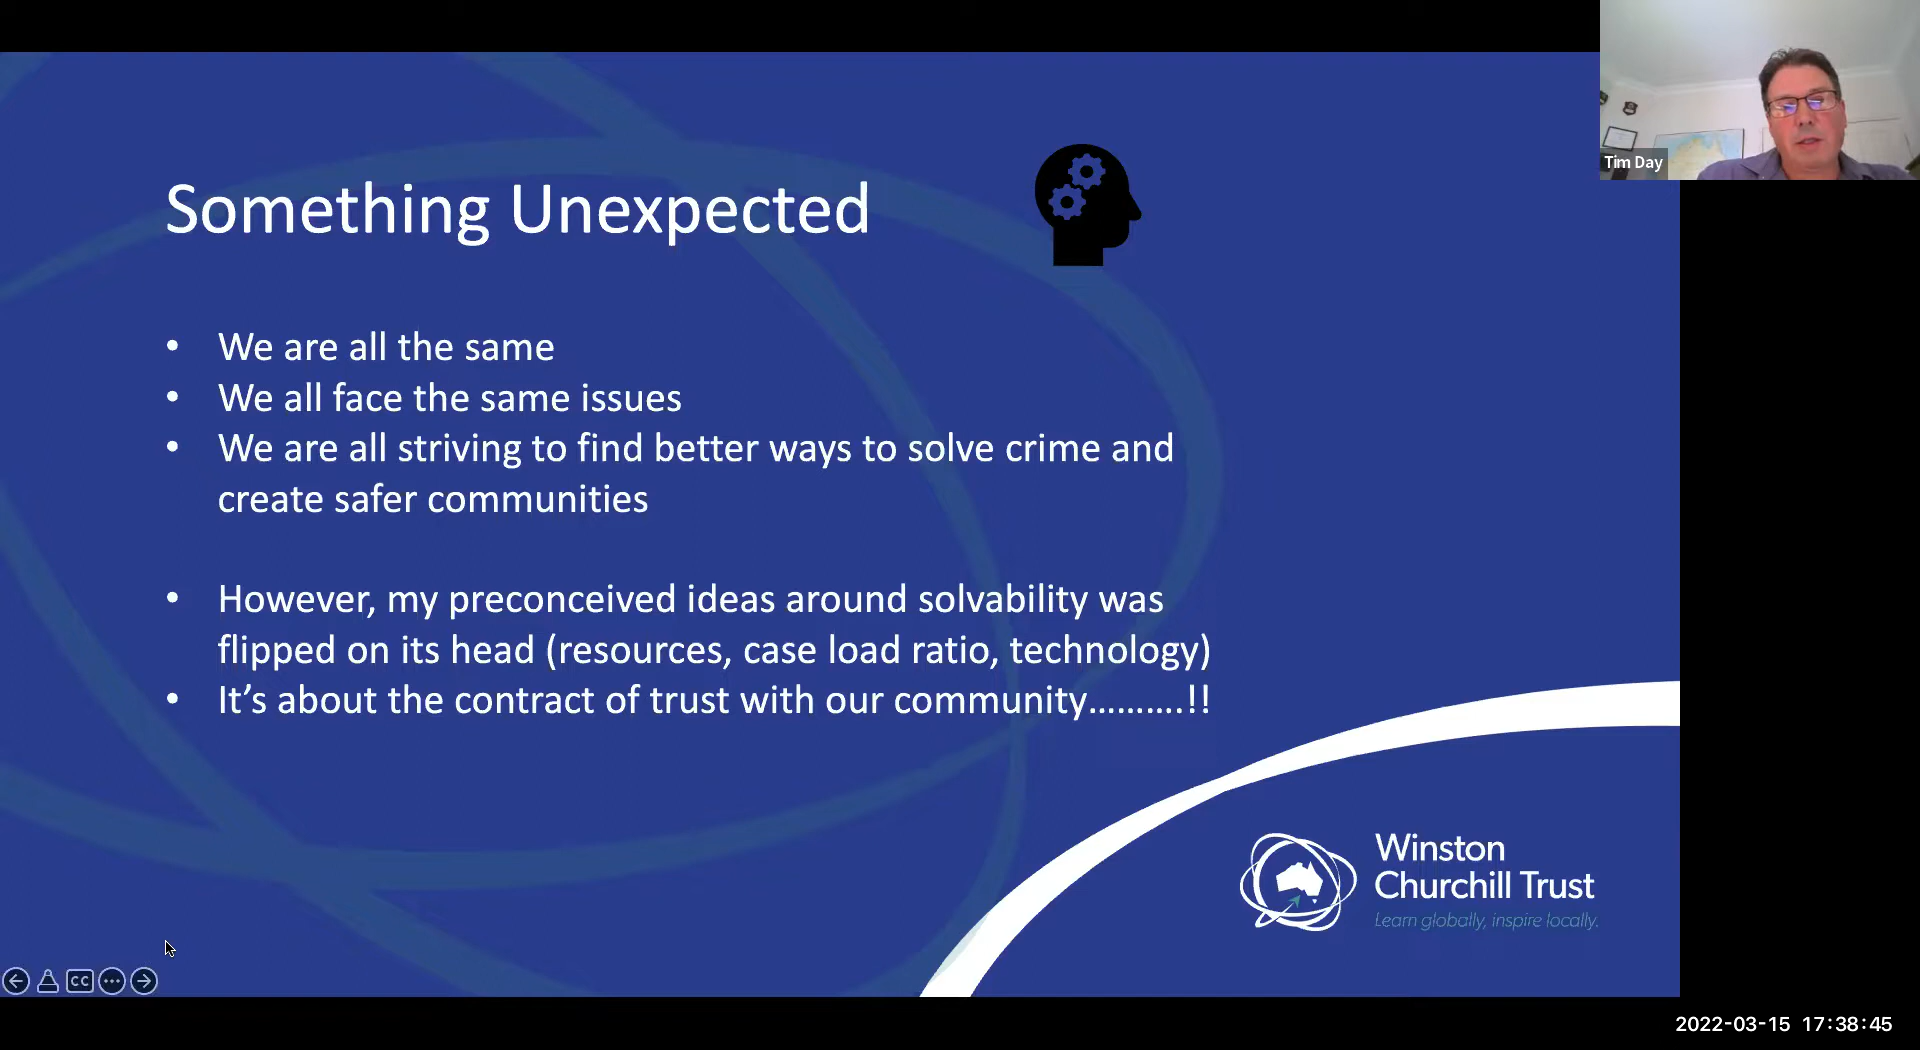 Tim Day
Something Unexpected
• We are all the same
• We all face the same issues
• We are all striving to find better ways to solve crime and
create safer communities
• However, my preconceived ideas around solvability was
flipped on its head (resources, case load ratio, technology)
• It’s about the contract of trust with our community..........!!
Winston
Churchill Trust
Learn globally, inspire locally.
CC
2022-03-15 17:38:45